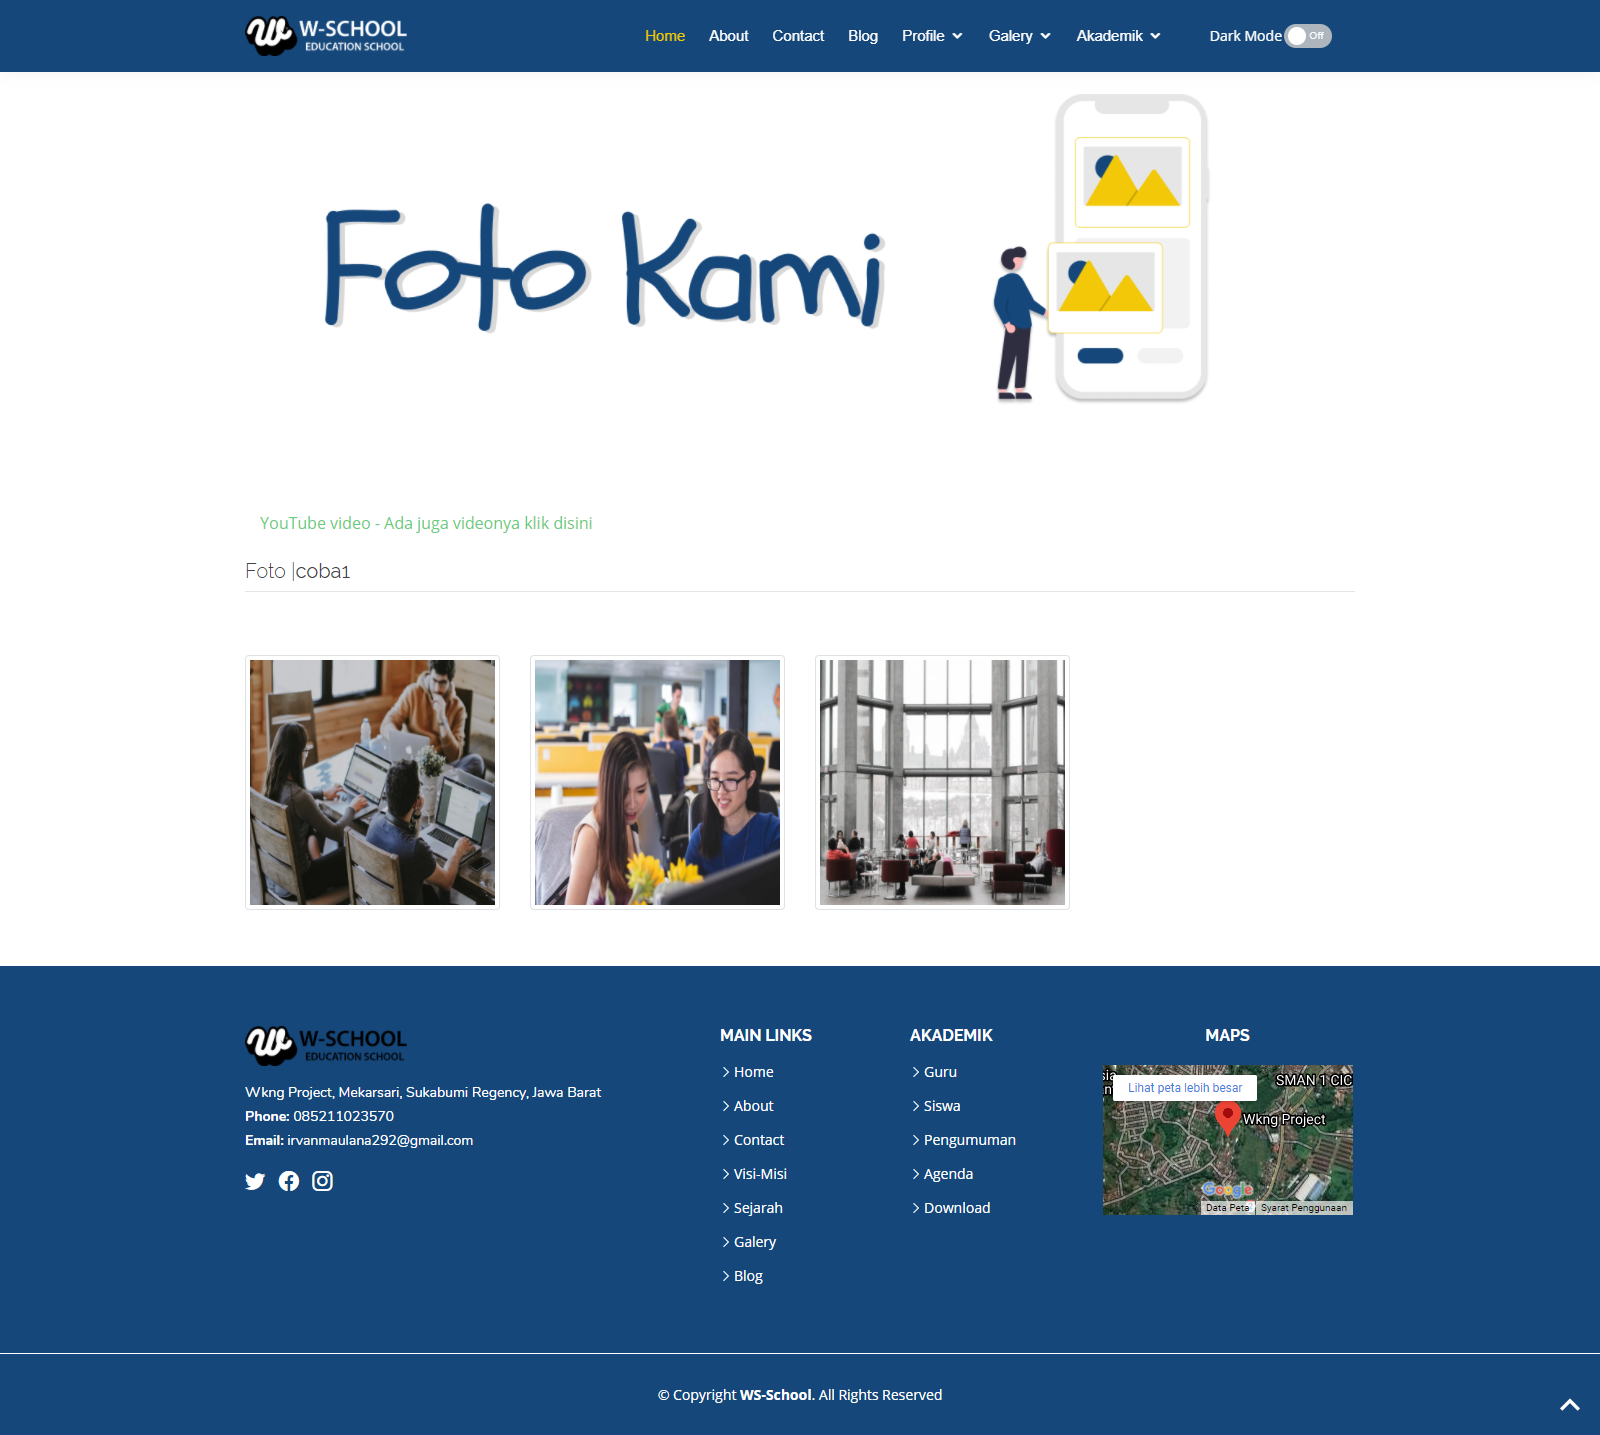 W-SCHOOL
EDUCATION SCHOOL
Home About Contact Blog Profile Galery Akademik Dark Mode Off
Foto Kami
YouTube video - Ada juga videonya klik disini
Foto |coba1
W-SCHOOL
EDUCATION SCHOOL
Wkng Project, Mekarsari, Sukabumi Regency, Jawa Barat
Phone: 085211023570
Email: irvanmaulana292@gmail.com
MAIN LINKS
Home
About
Contact
Visi-Misi
Sejarah
Galery
Blog
AKADEMIK
Guru
Siswa
Pengumuman
Agenda
Download
MAPS
Lihat peta lebih besar
SMAN 1 CIC
Wkng Project
Google
Data Peta Syarat Penggunaan
© Copyright WS-School. All Rights Reserved